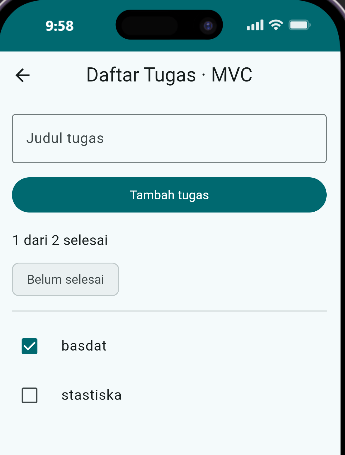 9:58
Daftar Tugas · MVC
Judul tugas
Tambah tugas
1 dari 2 selesai
Belum selesai
basdat
stastiska